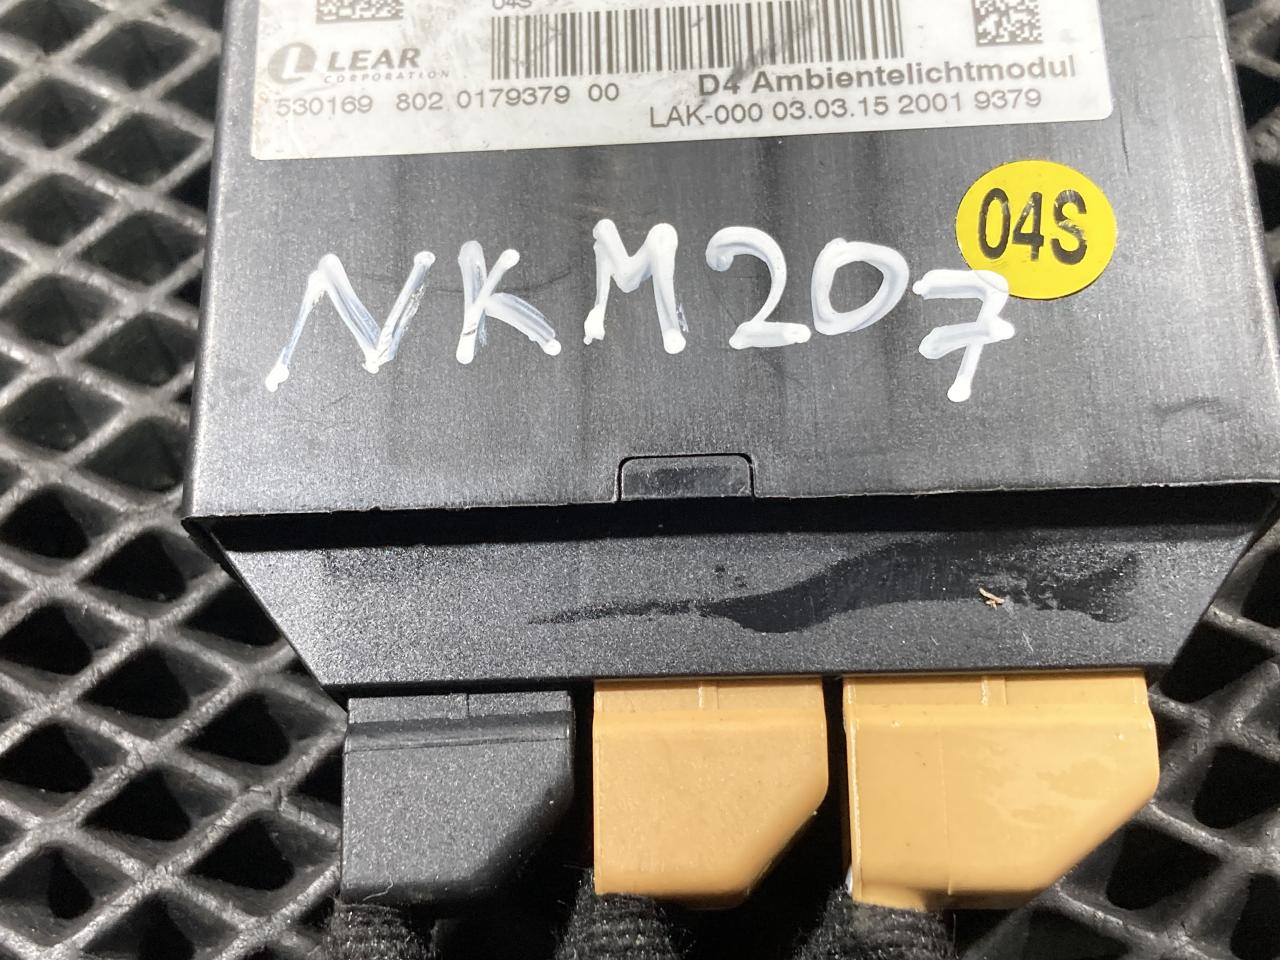 04S
LEAR
CORPORATION
530169 802 0179379 00
D4 Ambientelichtmodul
LAK-000 03.03.15 2001 9379
04S
NKM207